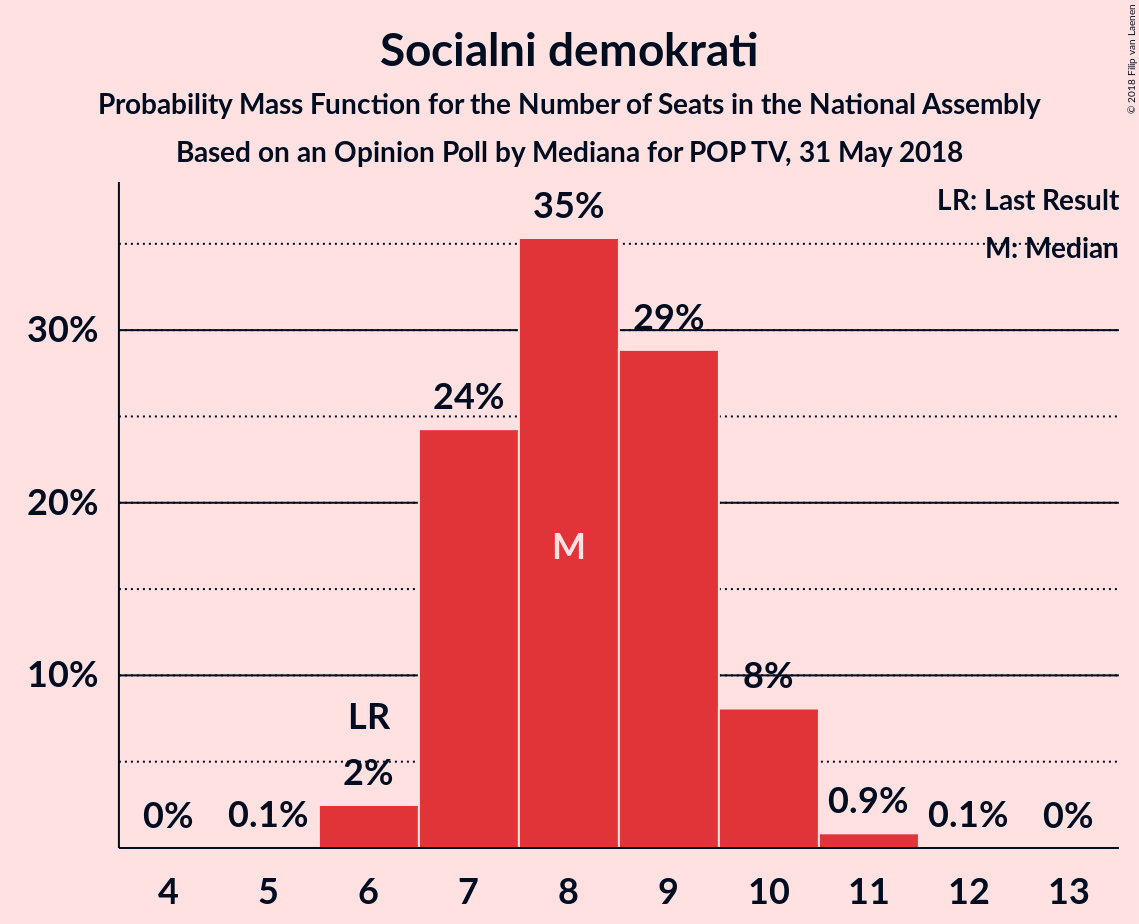 Socialni demokrati
Probability Mass Function for the Number of Seats in the National Assembly
Based on an Opinion Poll by Mediana for POP TV, 31 May 2018
© 2018 Filip van Laenen
LR: Last Result
M: Median
35%
29%
24%
8%
LR
2%
0%
0.1%
0.9%
0.1%
0%
M
30%
20%
10%
4 5 6 7 8 9 10 11 12 13